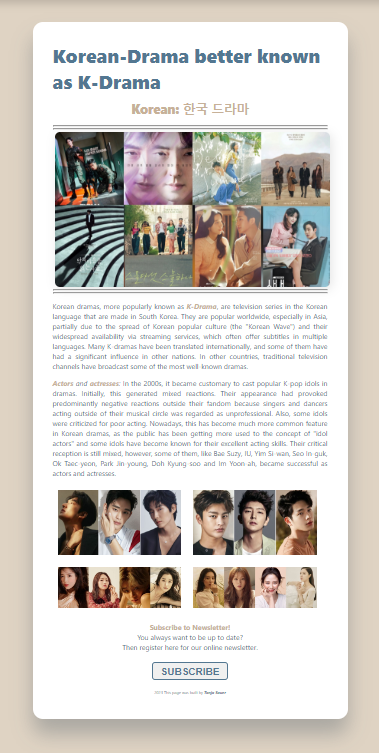 Korean-Drama better known
as K-Drama
Korean: 한국 드라마
Korean dramas, more popularly known as K-Drama, are television series in the Korean
language that are made in South Korea. They are popular worldwide, especially in Asia,
partially due to the spread of Korean popular culture (the "Korean Wave") and their
widespread availability via streaming services, which often offer subtitles in multiple
languages. Many K-dramas have been translated internationally, and some of them have
had a significant influence in other nations. In other countries, traditional television
channels have broadcast some of the most well-known dramas.
Actors and actresses: In the 2000s, it became customary to cast popular K-pop idols in
dramas. Initially, this generated mixed reactions. Their appearance had provoked
predominantly negative reactions outside their fandom because singers and dancers
acting outside of their musical circle was regarded as unprofessional. Also, some idols
were criticized for poor acting. Nowadays, this has become much more common feature
in Korean dramas, as the public has been getting more used to the concept of "idol
actors" and some idols have become known for their excellent acting skills. Their critical
reception is still mixed, however, some of them, like Bae Suzy, IU, Yim Si-wan, Seo In-guk,
Ok Taec-yeon, Park Jin-young, Doh Kyung-soo and Im Yoon-ah, became successful as
actors and actresses.
Subscribe to Newsletter!
You always want to be up to date?
Then register here for our online newsletter.
SUBSCRIBE
This page was built by